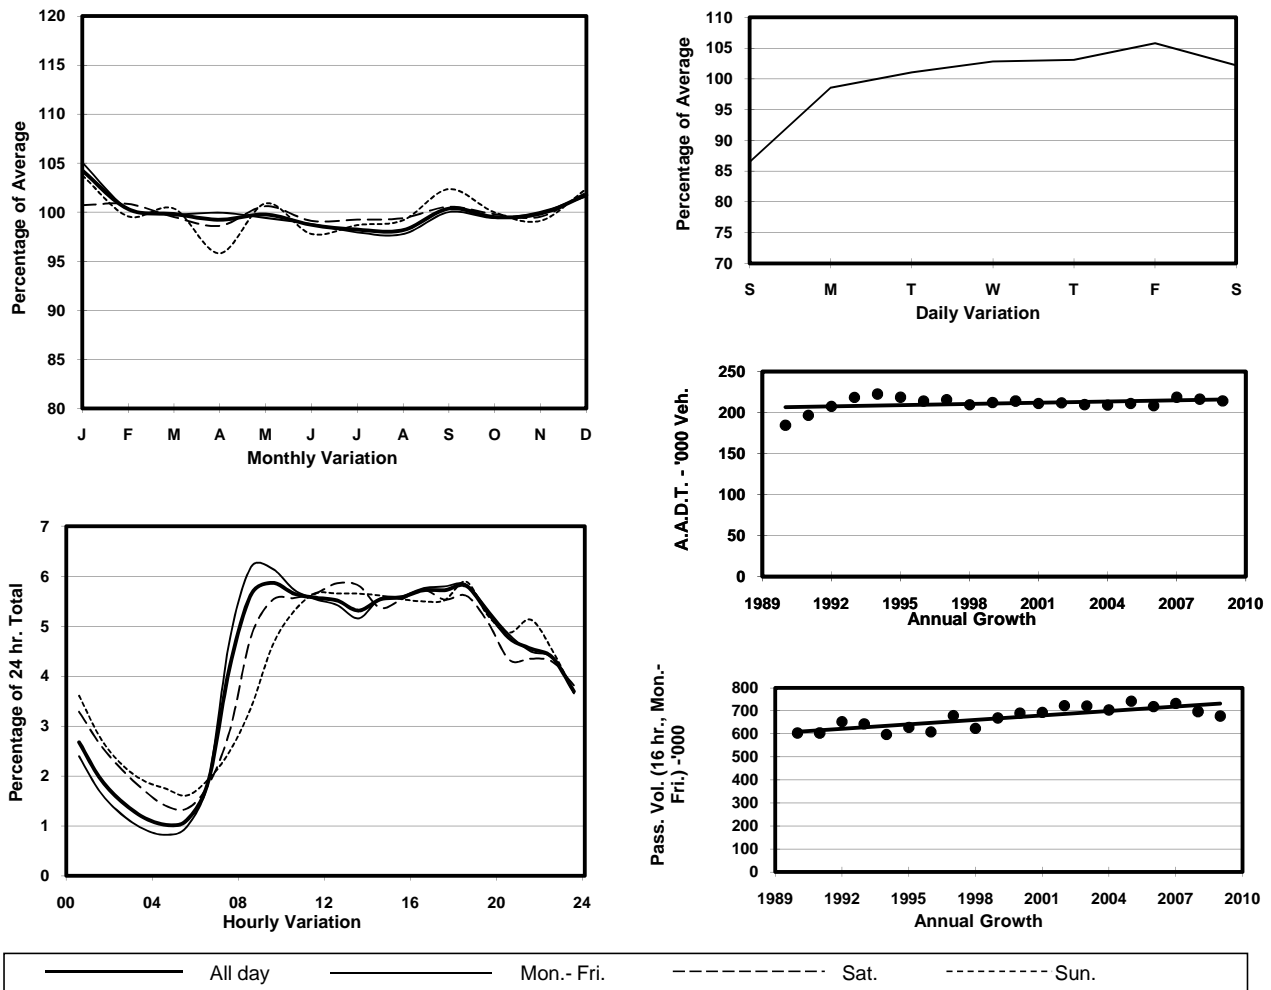 120
115
110
105
100
95
90
85
80
Percentage of Average
J F M A M J J A S O N D
Monthly Variation
110
105
100
95
90
85
80
75
70
Percentage of Average
S M T W T F S
Daily Variation
250
200
150
100
50
0
A.A.D.T. - '000 Veh.
1989 1992 1995 1998 2001 2004 2007 2010
Annual Growth
7
6
5
4
3
2
1
0
Percentage of 24 hr. Total
00 04 08 12 16 20 24
Hourly Variation
800
700
600
500
400
300
200
100
0
Pass. Vol. (16 hr., Mon.-
Fri.) -'000
1989 1992 1995 1998 2001 2004 2007 2010
Annual Growth
All day Mon.- Fri. Sat. Sun.